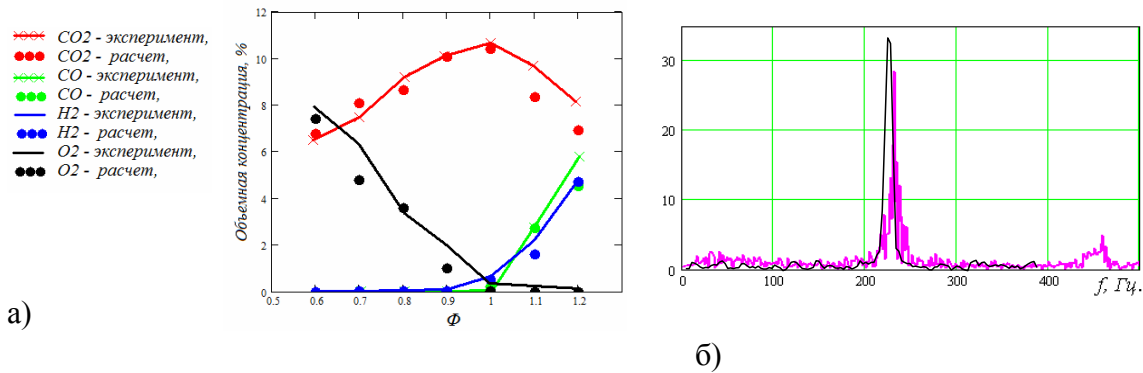 CO2 - эксперимент,
CO2 - расчет,
CO - эксперимент,
CO - расчет,
H2 - эксперимент,
H2 - расчет,
O2 - эксперимент,
O2 - расчет,
а)
Объемная концентрация, %
12
10
8
6
4
2
0
0.5 0.6 0.7 0.8 0.9 1 1.1 1.2
Ф
30
20
10
0
0 100 200 300 400
f, Гц.
б)